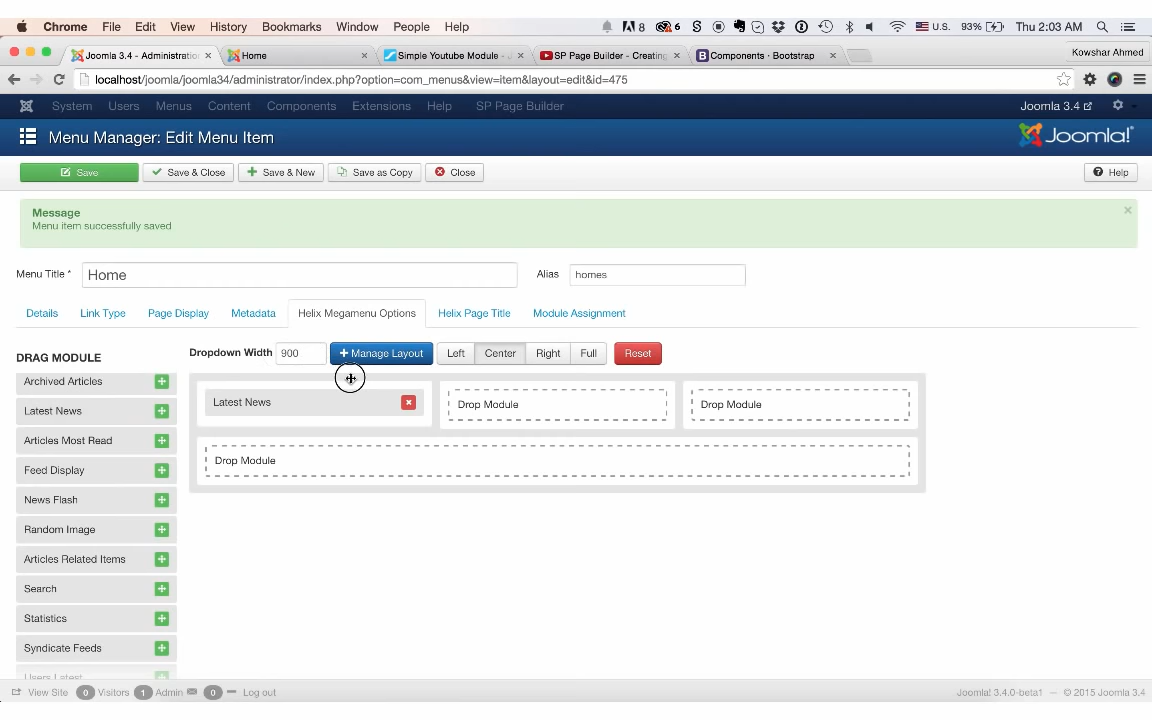 Chrome File Edit View History Bookmarks Window People Help 8 6 U.S. 93% Thu 2:03 AM
Joomla 3.4 - Administratio Home Simple Youtube Module - J SP Page Builder - Creating Components · Bootstrap Kowshar Ahmed
localhost/joomla/joomla34/administrator/index.php?option=com_menus&view=item&layout=edit&id=475
System Users Menus Content Components Extensions Help SP Page Builder Joomla 3.4
Menu Manager: Edit Menu Item Joomla!
Save Save & Close Save & New Save as Copy Close Help
Message ×
Menu item successfully saved
Menu Title * Home Alias homes
Details Link Type Page Display Metadata Helix Megamenu Options Helix Page Title Module Assignment
DRAG MODULE Dropdown Width 900 Manage Layout Left Center Right Full Reset
Archived Articles
Latest News
Articles Most Read
Feed Display
News Flash
Random Image
Articles Related Items
Search
Statistics
Syndicate Feeds
Users Latest
Latest News Drop Module Drop Module
Drop Module
View Site 0 Visitors 1 Admin 0 Log out Joomla! 3.4.0-beta1 — © 2015 Joomla 3.4